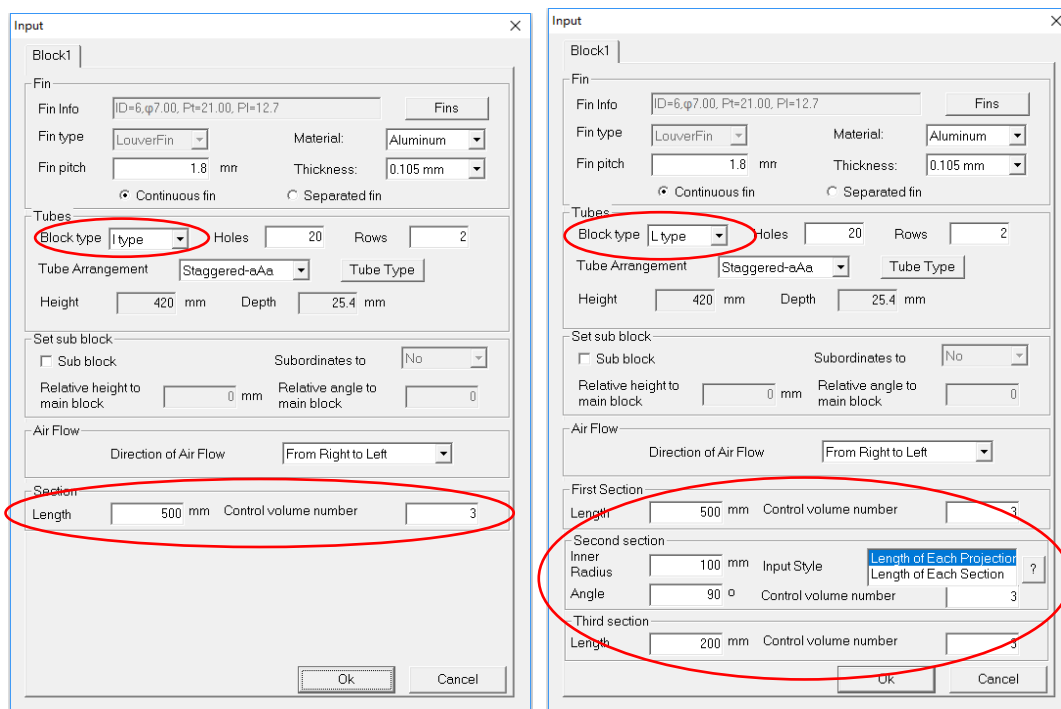 Input
Block1
Fin
Fin Info ID=6,φ7.00, Pt=21.00, Pl=12.7 Fins
Fin type LouverFin Material: Aluminum
Fin pitch 1.8 mm Thickness: 0.105 mm
Continuous fin Separated fin
Tubes
Block type I type Holes 20 Rows 2
Tube Arrangement Staggered-aAa Tube Type
Height 420 mm Depth 25.4 mm
Set sub block
Sub block Subordinates to No
Relative height to main block 0 mm Relative angle to main block 0
Air Flow
Direction of Air Flow From Right to Left
Section
Length 500 mm Control volume number 3
Ok Cancel
Input
Block1
Fin
Fin Info ID=6,φ7.00, Pt=21.00, Pl=12.7 Fins
Fin type LouverFin Material: Aluminum
Fin pitch 1.8 mm Thickness: 0.105 mm
Continuous fin Separated fin
Tubes
Block type L type Holes 20 Rows 2
Tube Arrangement Staggered-aAa Tube Type
Height 420 mm Depth 25.4 mm
Set sub block
Sub block Subordinates to No
Relative height to main block 0 mm Relative angle to main block 0
Air Flow
Direction of Air Flow From Right to Left
First Section
Length 500 mm Control volume number 3
Second section
Inner Radius 100 mm Input Style Length of Each Projection ?
Length of Each Section
Angle 90 o Control volume number 3
Third section
Length 200 mm Control volume number 3
Ok Cancel